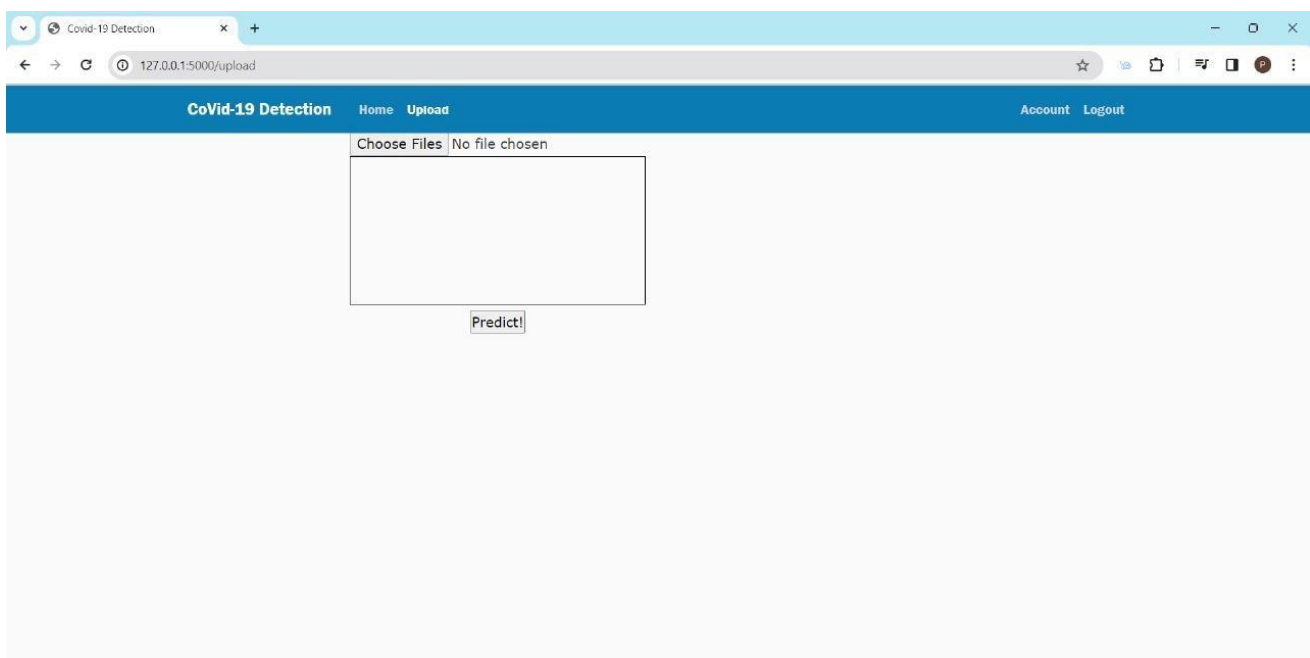 Covid-19 Detection
127.0.0.1:5000/upload
P
CoVid-19 Detection Home Upload Account Logout
Choose Files No file chosen
Predict!